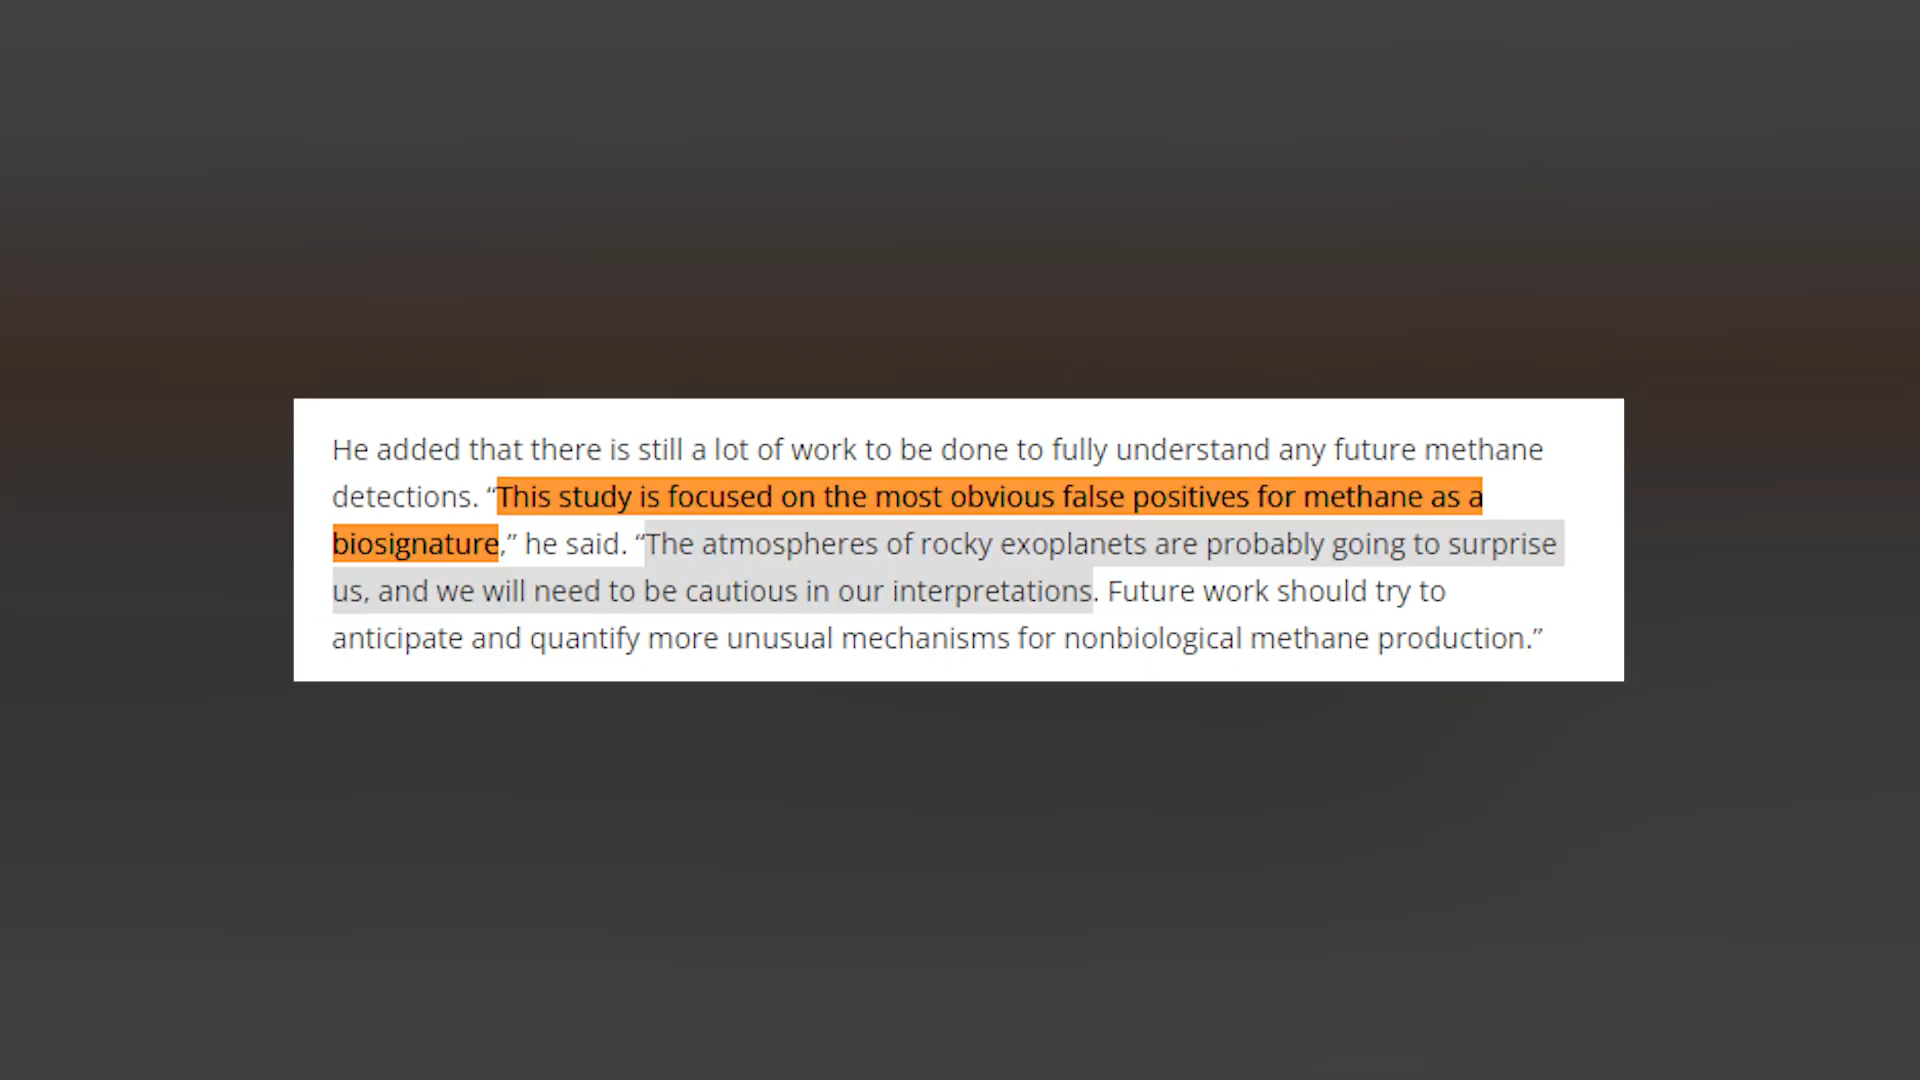 He added that there is still a lot of work to be done to fully understand any future methane
detections. “This study is focused on the most obvious false positives for methane as a
biosignature,” he said. “The atmospheres of rocky exoplanets are probably going to surprise
us, and we will need to be cautious in our interpretations. Future work should try to
anticipate and quantify more unusual mechanisms for nonbiological methane production.”